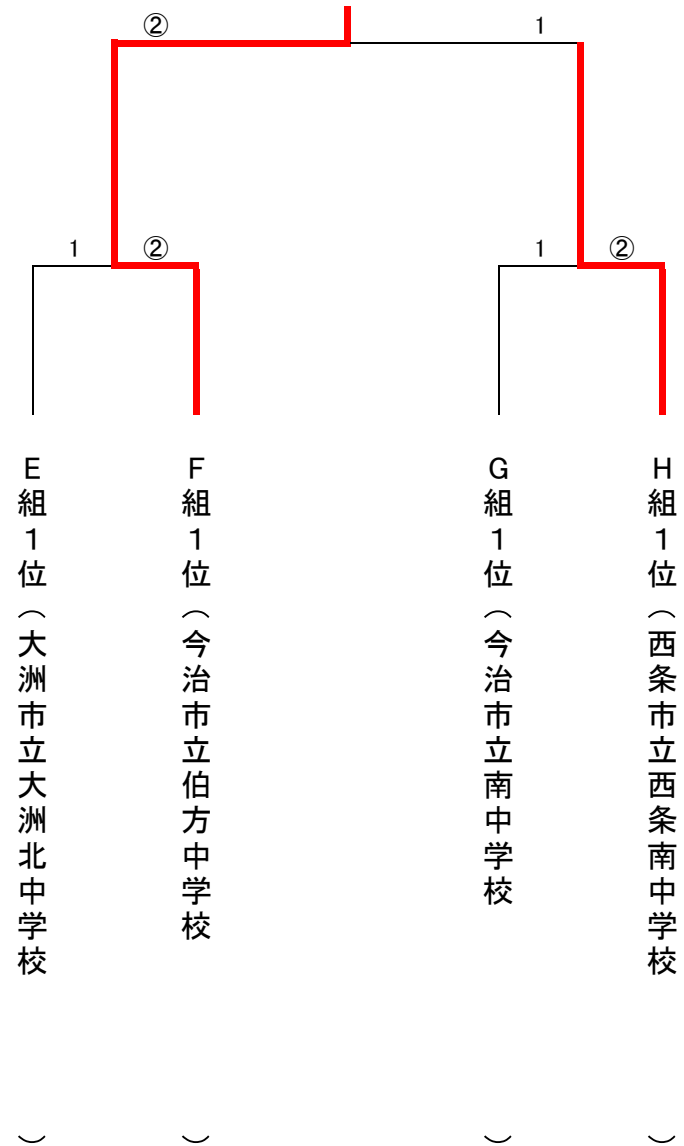 ② 1
1 ② 1 ②
E組1位(大洲市立大洲北中学校)
F組1位(今治市立伯方中学校)
G組1位(今治市立南中学校)
H組1位(西条市立西条南中学校)